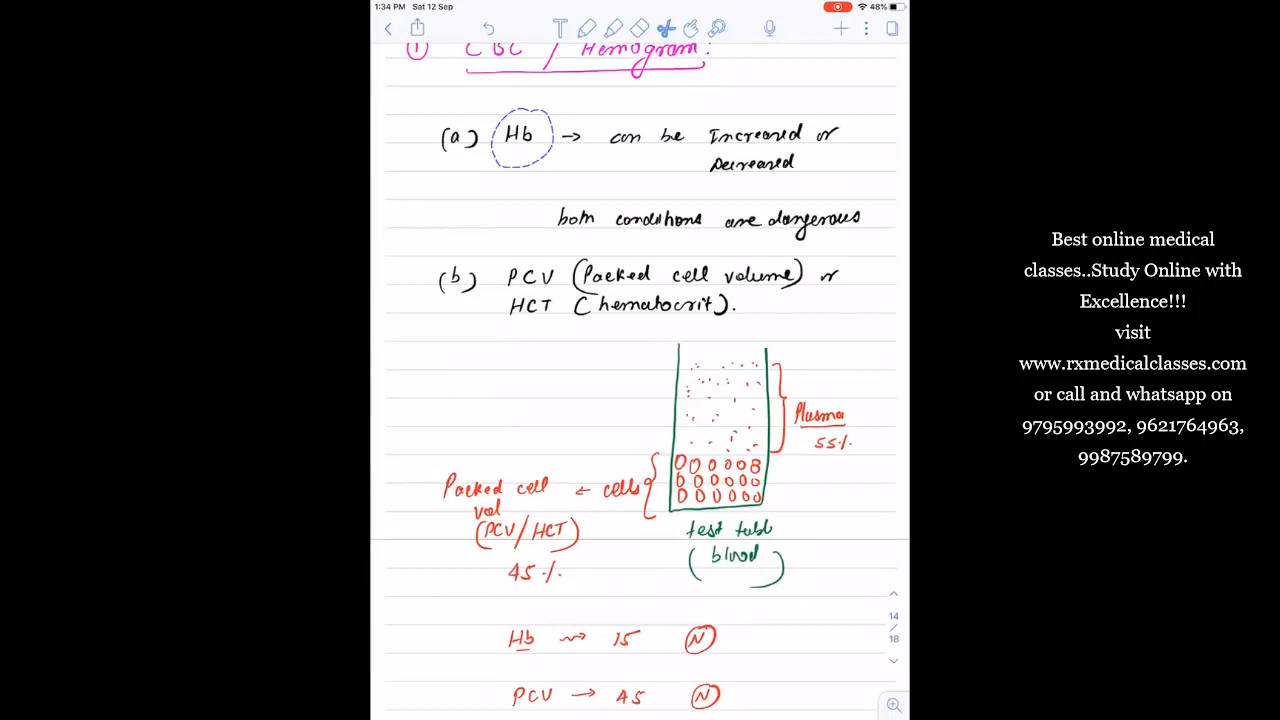 1:34 PM Sat 12 Sep
48%
(1) CBC / Hemogram :
(a) Hb → can be Increased or
Decreased
both conditions are dangerous
(b) PCV (Packed cell volume) or
HCT (hematocrit).
Plasma
55%
Packed cell ← cells
vol
(PCV/HCT)
45%
test tube
(blood)
14
/
18
Hb → 15 N
PCV → 45 N
Best online medical
classes..Study Online with
Excellence!!!
visit
www.rxmedicalclasses.com
or call and whatsapp on
9795993992, 9621764963,
9987589799.